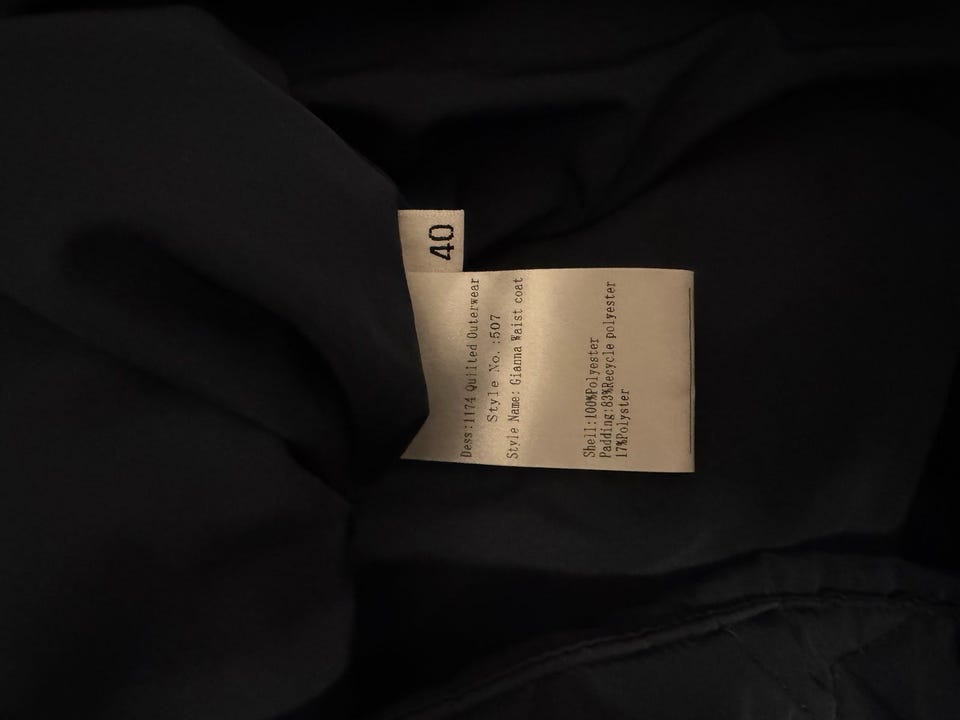 40
Dess:1174 Quilted Outerwear
Style No. :507
Style Name: Gianna Waist coat
Shell:100%Polyester
Padding:83%Recycle polyester
17%Polyster